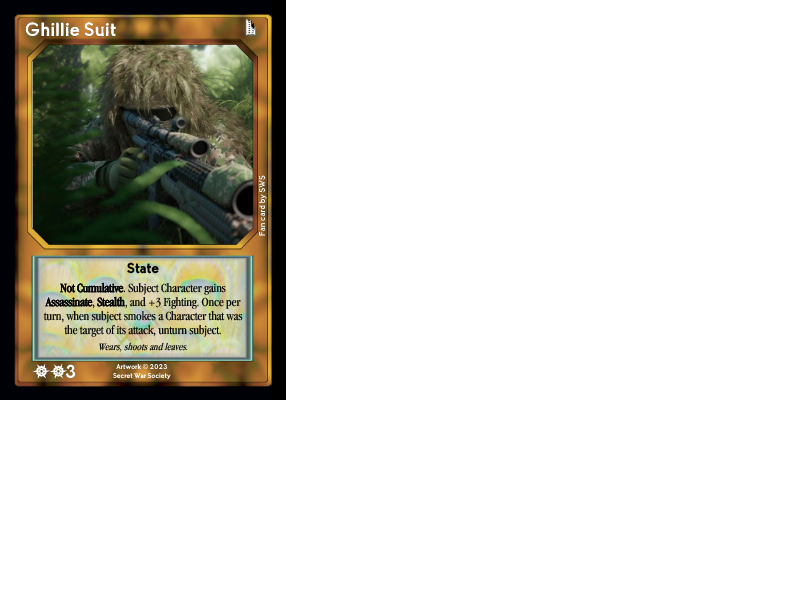 Ghillie Suit
Fan card by SWS
State
Not Cumulative. Subject Character gains
Assassinate, Stealth, and +3 Fighting. Once per
turn, when subject smokes a Character that was
the target of its attack, unturn subject.
Wears, shoots and leaves.
3
Artwork © 2023
Secret War Society